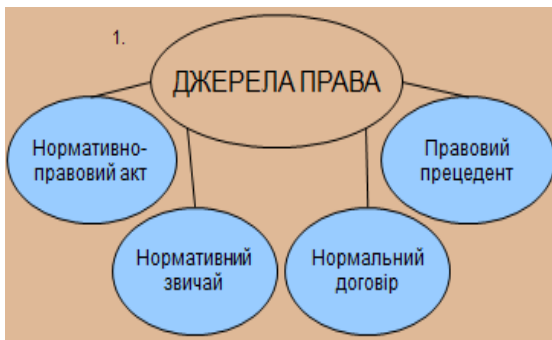 1.
ДЖЕРЕЛА ПРАВА
Нормативно-
правовий акт
Правовий
прецедент
Нормативний
звичай
Нормальний
договір